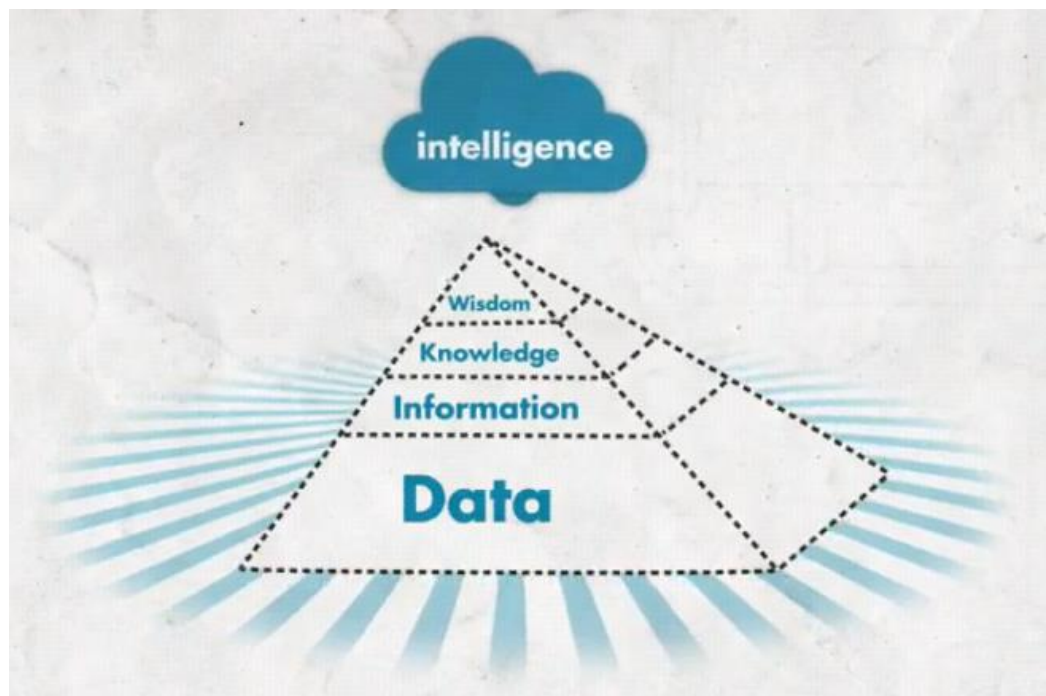 intelligence
Wisdom
Knowledge
Information
Data